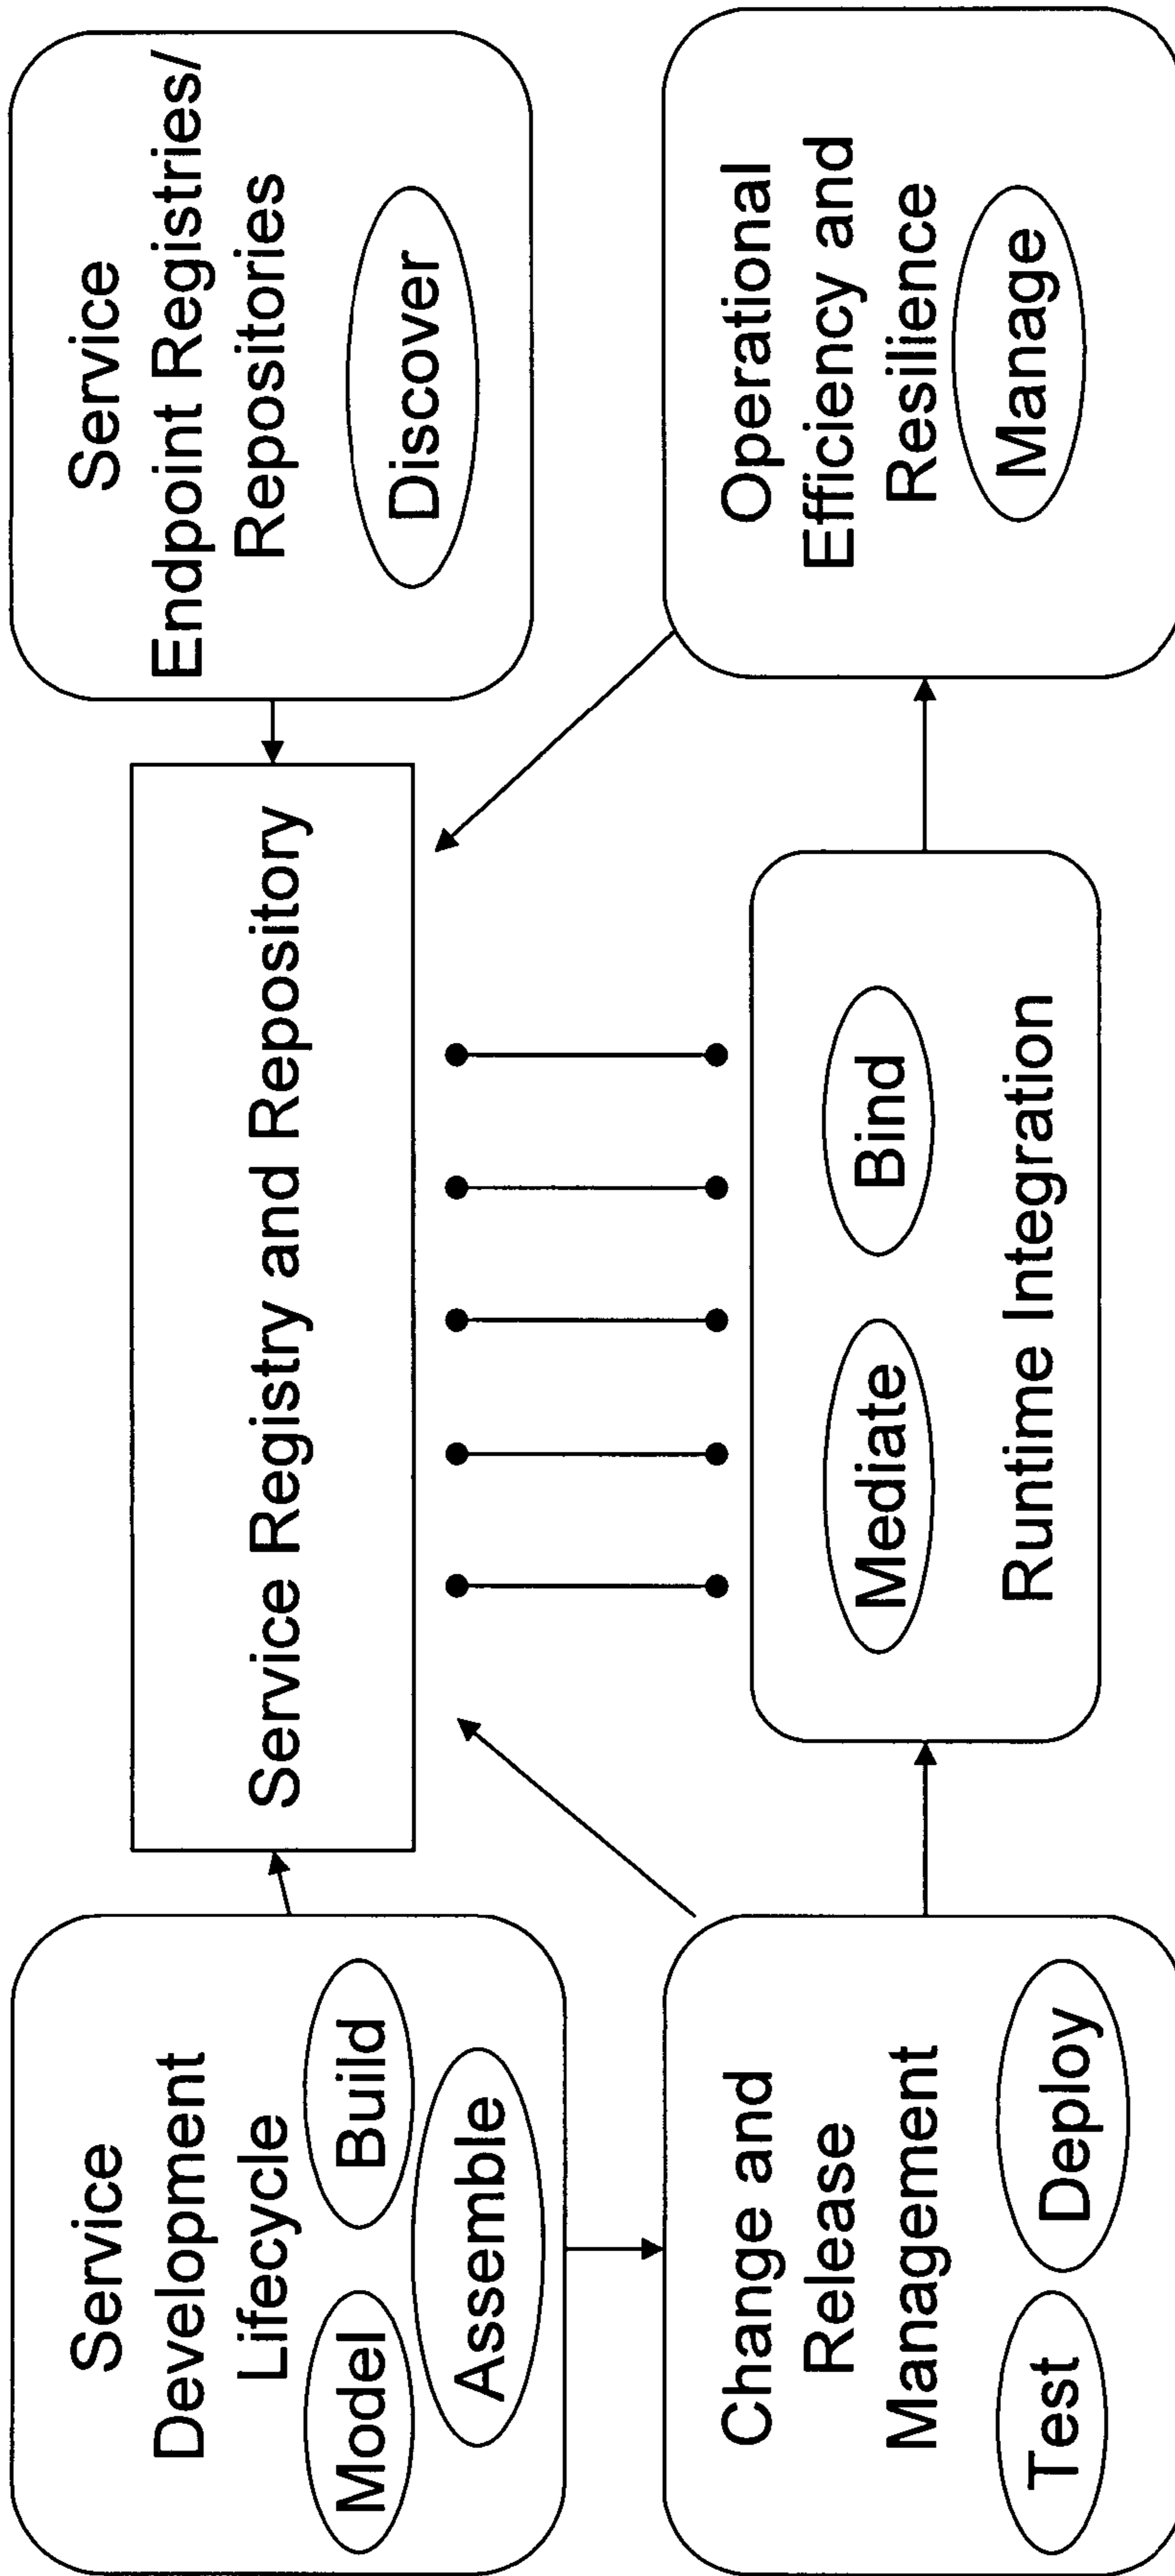 Service
Development
Lifecycle
Model
Build
Assemble
Service Registry and Repository
Service
Endpoint Registries/
Repositories
Discover
Change and
Release
Management
Test
Deploy
Mediate
Bind
Runtime Integration
Operational
Efficiency and
Resilience
Manage